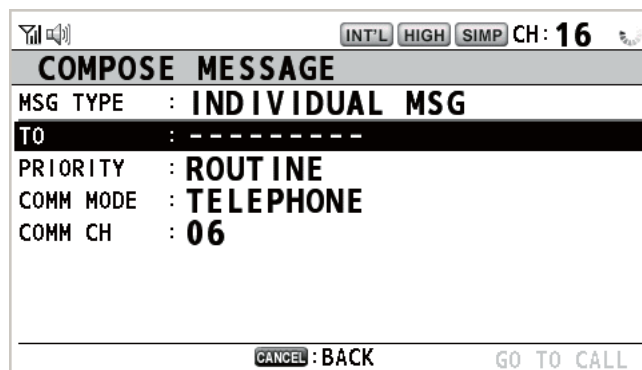 INT'L HIGH SIMP CH: 16
COMPOSE MESSAGE
MSG TYPE : INDIVIDUAL MSG
TO : ---------
PRIORITY : ROUTINE
COMM MODE : TELEPHONE
COMM CH : 06
CANCEL : BACK GO TO CALL